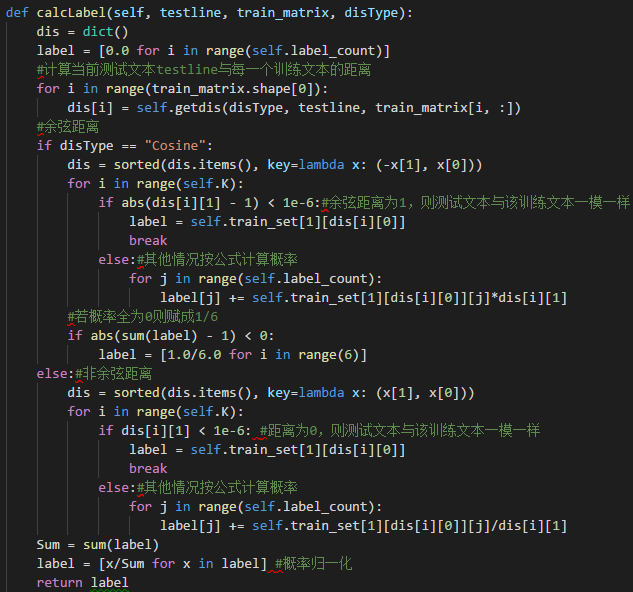 def calcLabel(self, testline, train_matrix, disType):
    dis = dict()
    label = [0.0 for i in range(self.label_count)]
    #计算当前测试文本testline与每一个训练文本的距离
    for i in range(train_matrix.shape[0]):
        dis[i] = self.getdis(disType, testline, train_matrix[i, :])
    #余弦距离
    if disType == "Cosine":
        dis = sorted(dis.items(), key=lambda x: (-x[1], x[0]))
        for i in range(self.K):
            if abs(dis[i][1] - 1) < 1e-6:#余弦距离为1，则测试文本与该训练文本一模一样
                label = self.train_set[1][dis[i][0]]
                break
            else:#其他情况按公式计算概率
                for j in range(self.label_count):
                    label[j] += self.train_set[1][dis[i][0]][j]*dis[i][1]
        #若概率全为0则赋成1/6
        if abs(sum(label) - 1) < 0:
            label = [1.0/6.0 for i in range(6)]
    else:#非余弦距离
        dis = sorted(dis.items(), key=lambda x: (x[1], x[0]))
        for i in range(self.K):
            if dis[i][1] < 1e-6: #距离为0，则测试文本与该训练文本一模一样
                label = self.train_set[1][dis[i][0]]
                break
            else:#其他情况按公式计算概率
                for j in range(self.label_count):
                    label[j] += self.train_set[1][dis[i][0]][j]/dis[i][1]
    Sum = sum(label)
    label = [x/Sum for x in label] #概率归一化
    return label